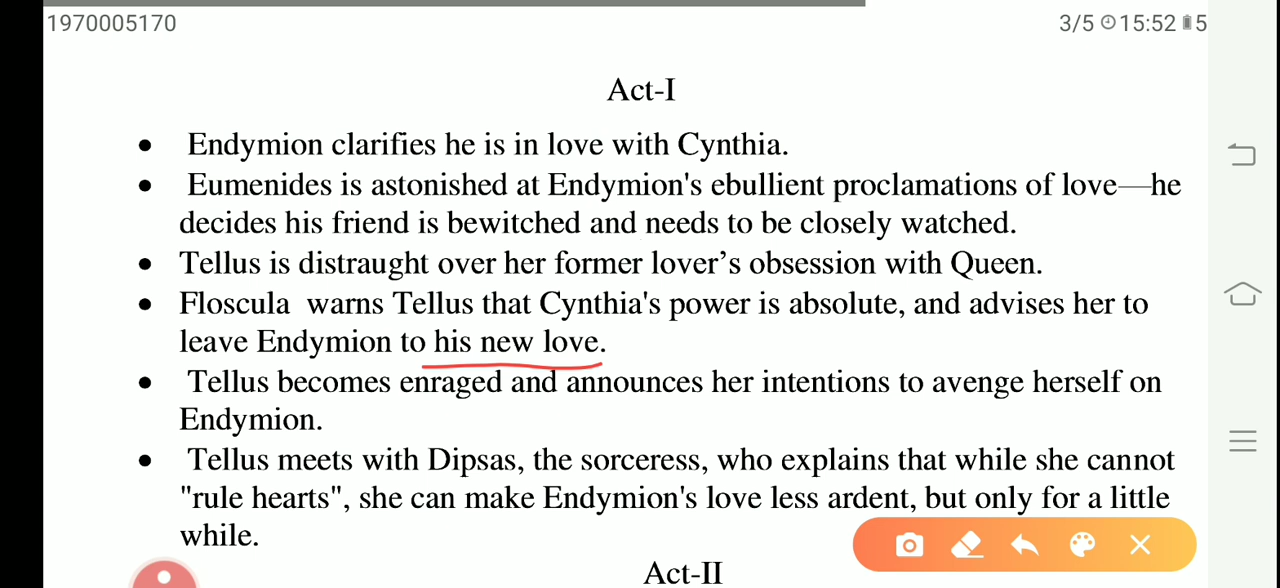 1970005170
3/5 15:52 5
Act-I
• Endymion clarifies he is in love with Cynthia.
• Eumenides is astonished at Endymion's ebullient proclamations of love—he
decides his friend is bewitched and needs to be closely watched.
• Tellus is distraught over her former lover’s obsession with Queen.
• Floscula warns Tellus that Cynthia's power is absolute, and advises her to
leave Endymion to his new love.
• Tellus becomes enraged and announces her intentions to avenge herself on
Endymion.
• Tellus meets with Dipsas, the sorceress, who explains that while she cannot
"rule hearts", she can make Endymion's love less ardent, but only for a little
while.
Act-II